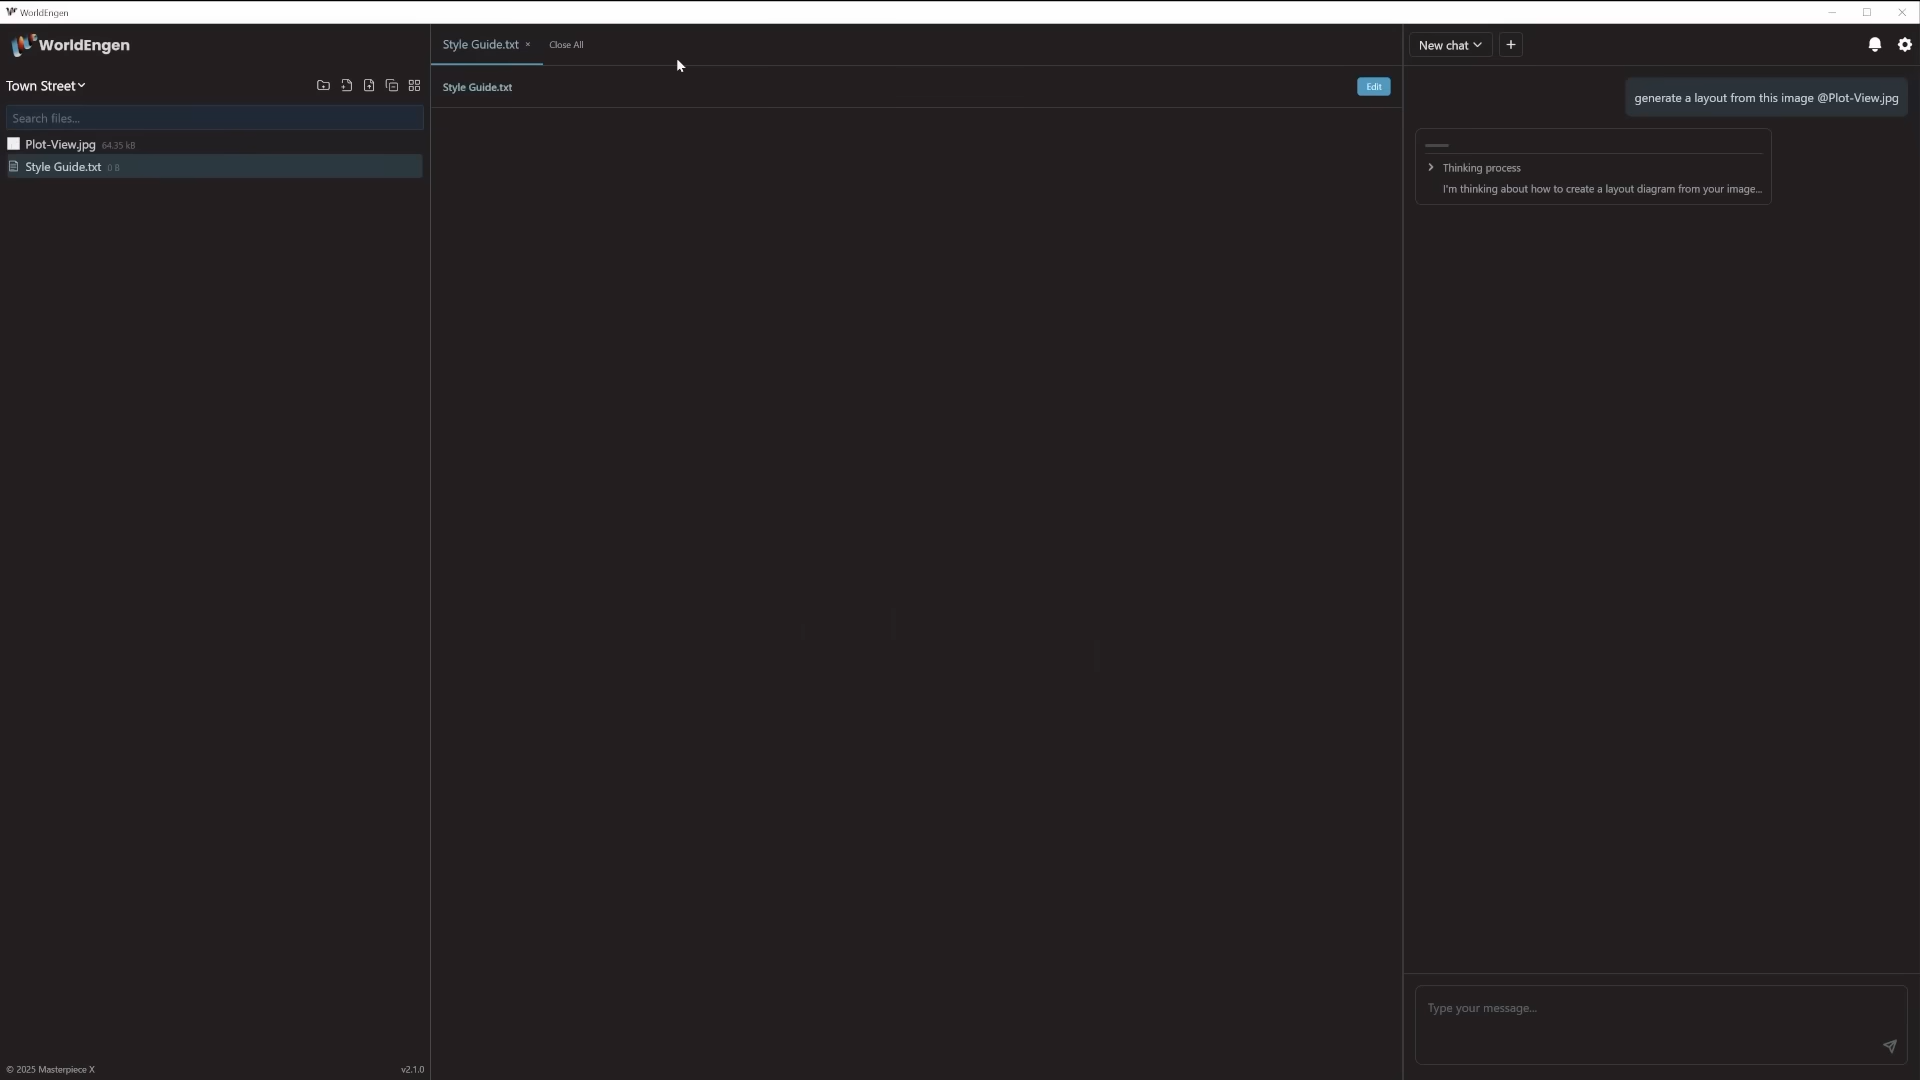 WorldEngen
WorldEngen
Town Street
Search files...
Plot-View.jpg 64.35 kB
Style Guide.txt 0 B
© 2025 Masterpiece X
v2.1.0
Style Guide.txt ×
Close All
Style Guide.txt
Edit
New chat
generate a layout from this image @Plot-View.jpg
Thinking process
I'm thinking about how to create a layout diagram from your image...
Type your message...